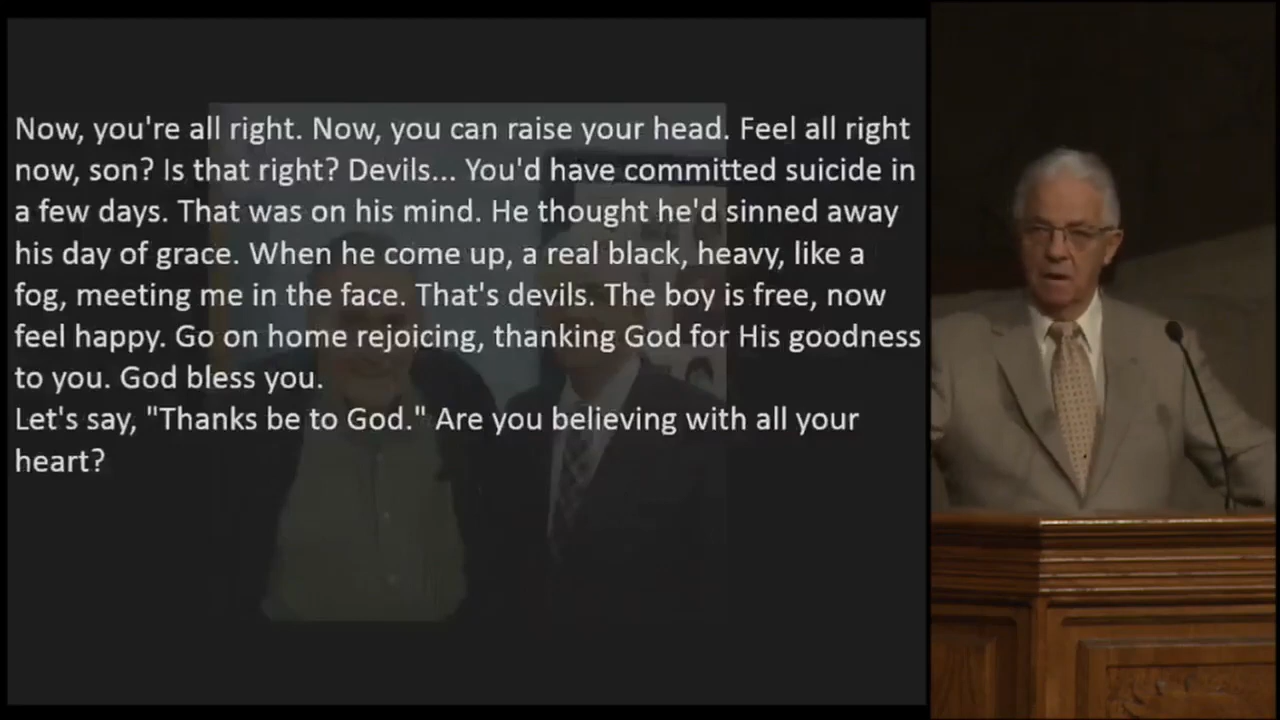 Now, you're all right. Now, you can raise your head. Feel all right
now, son? Is that right? Devils... You'd have committed suicide in
a few days. That was on his mind. He thought he'd sinned away
his day of grace. When he come up, a real black, heavy, like a
fog, meeting me in the face. That's devils. The boy is free, now
feel happy. Go on home rejoicing, thanking God for His goodness
to you. God bless you.
Let's say, "Thanks be to God." Are you believing with all your
heart?